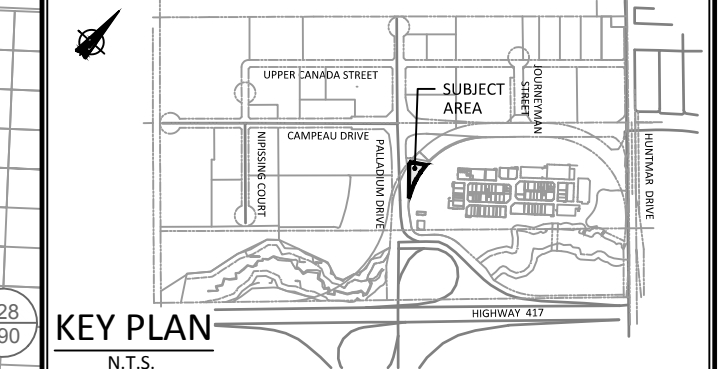 UPPER CANADA STREET
SUBJECT
AREA
JOURNEYMAN
STREET
CAMPEAU DRIVE
NIPISSING COURT
PALLADIUM DRIVE
HUNTMAR DRIVE
HIGHWAY 417
28
90
KEY PLAN
N.T.S.